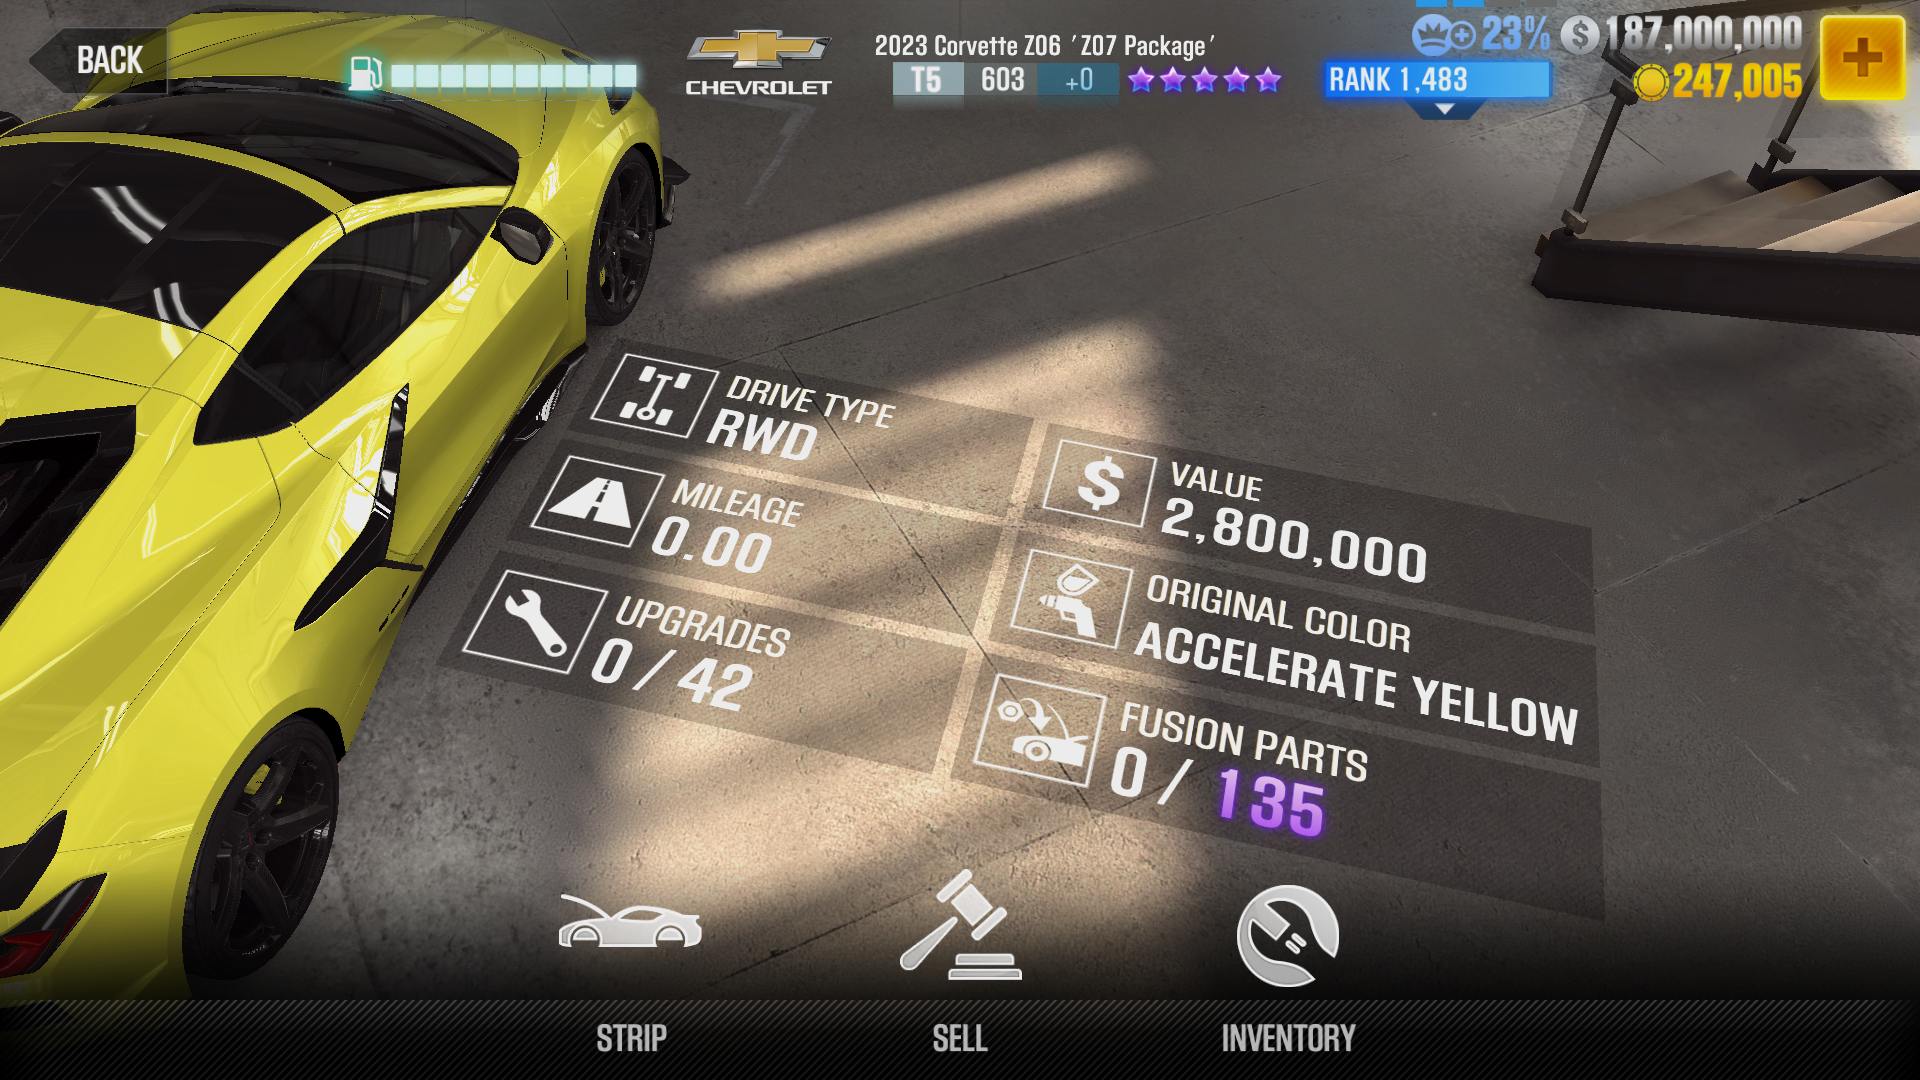 BACK
CHEVROLET
2023 Corvette Z06 'Z07 Package'
T5 603 +0
23%
187,000,000
RANK 1,483
247,005
DRIVE TYPE
RWD
MILEAGE
0.00
UPGRADES
0 / 42
VALUE
2,800,000
ORIGINAL COLOR
ACCELERATE YELLOW
FUSION PARTS
0 / 135
STRIP
SELL
INVENTORY